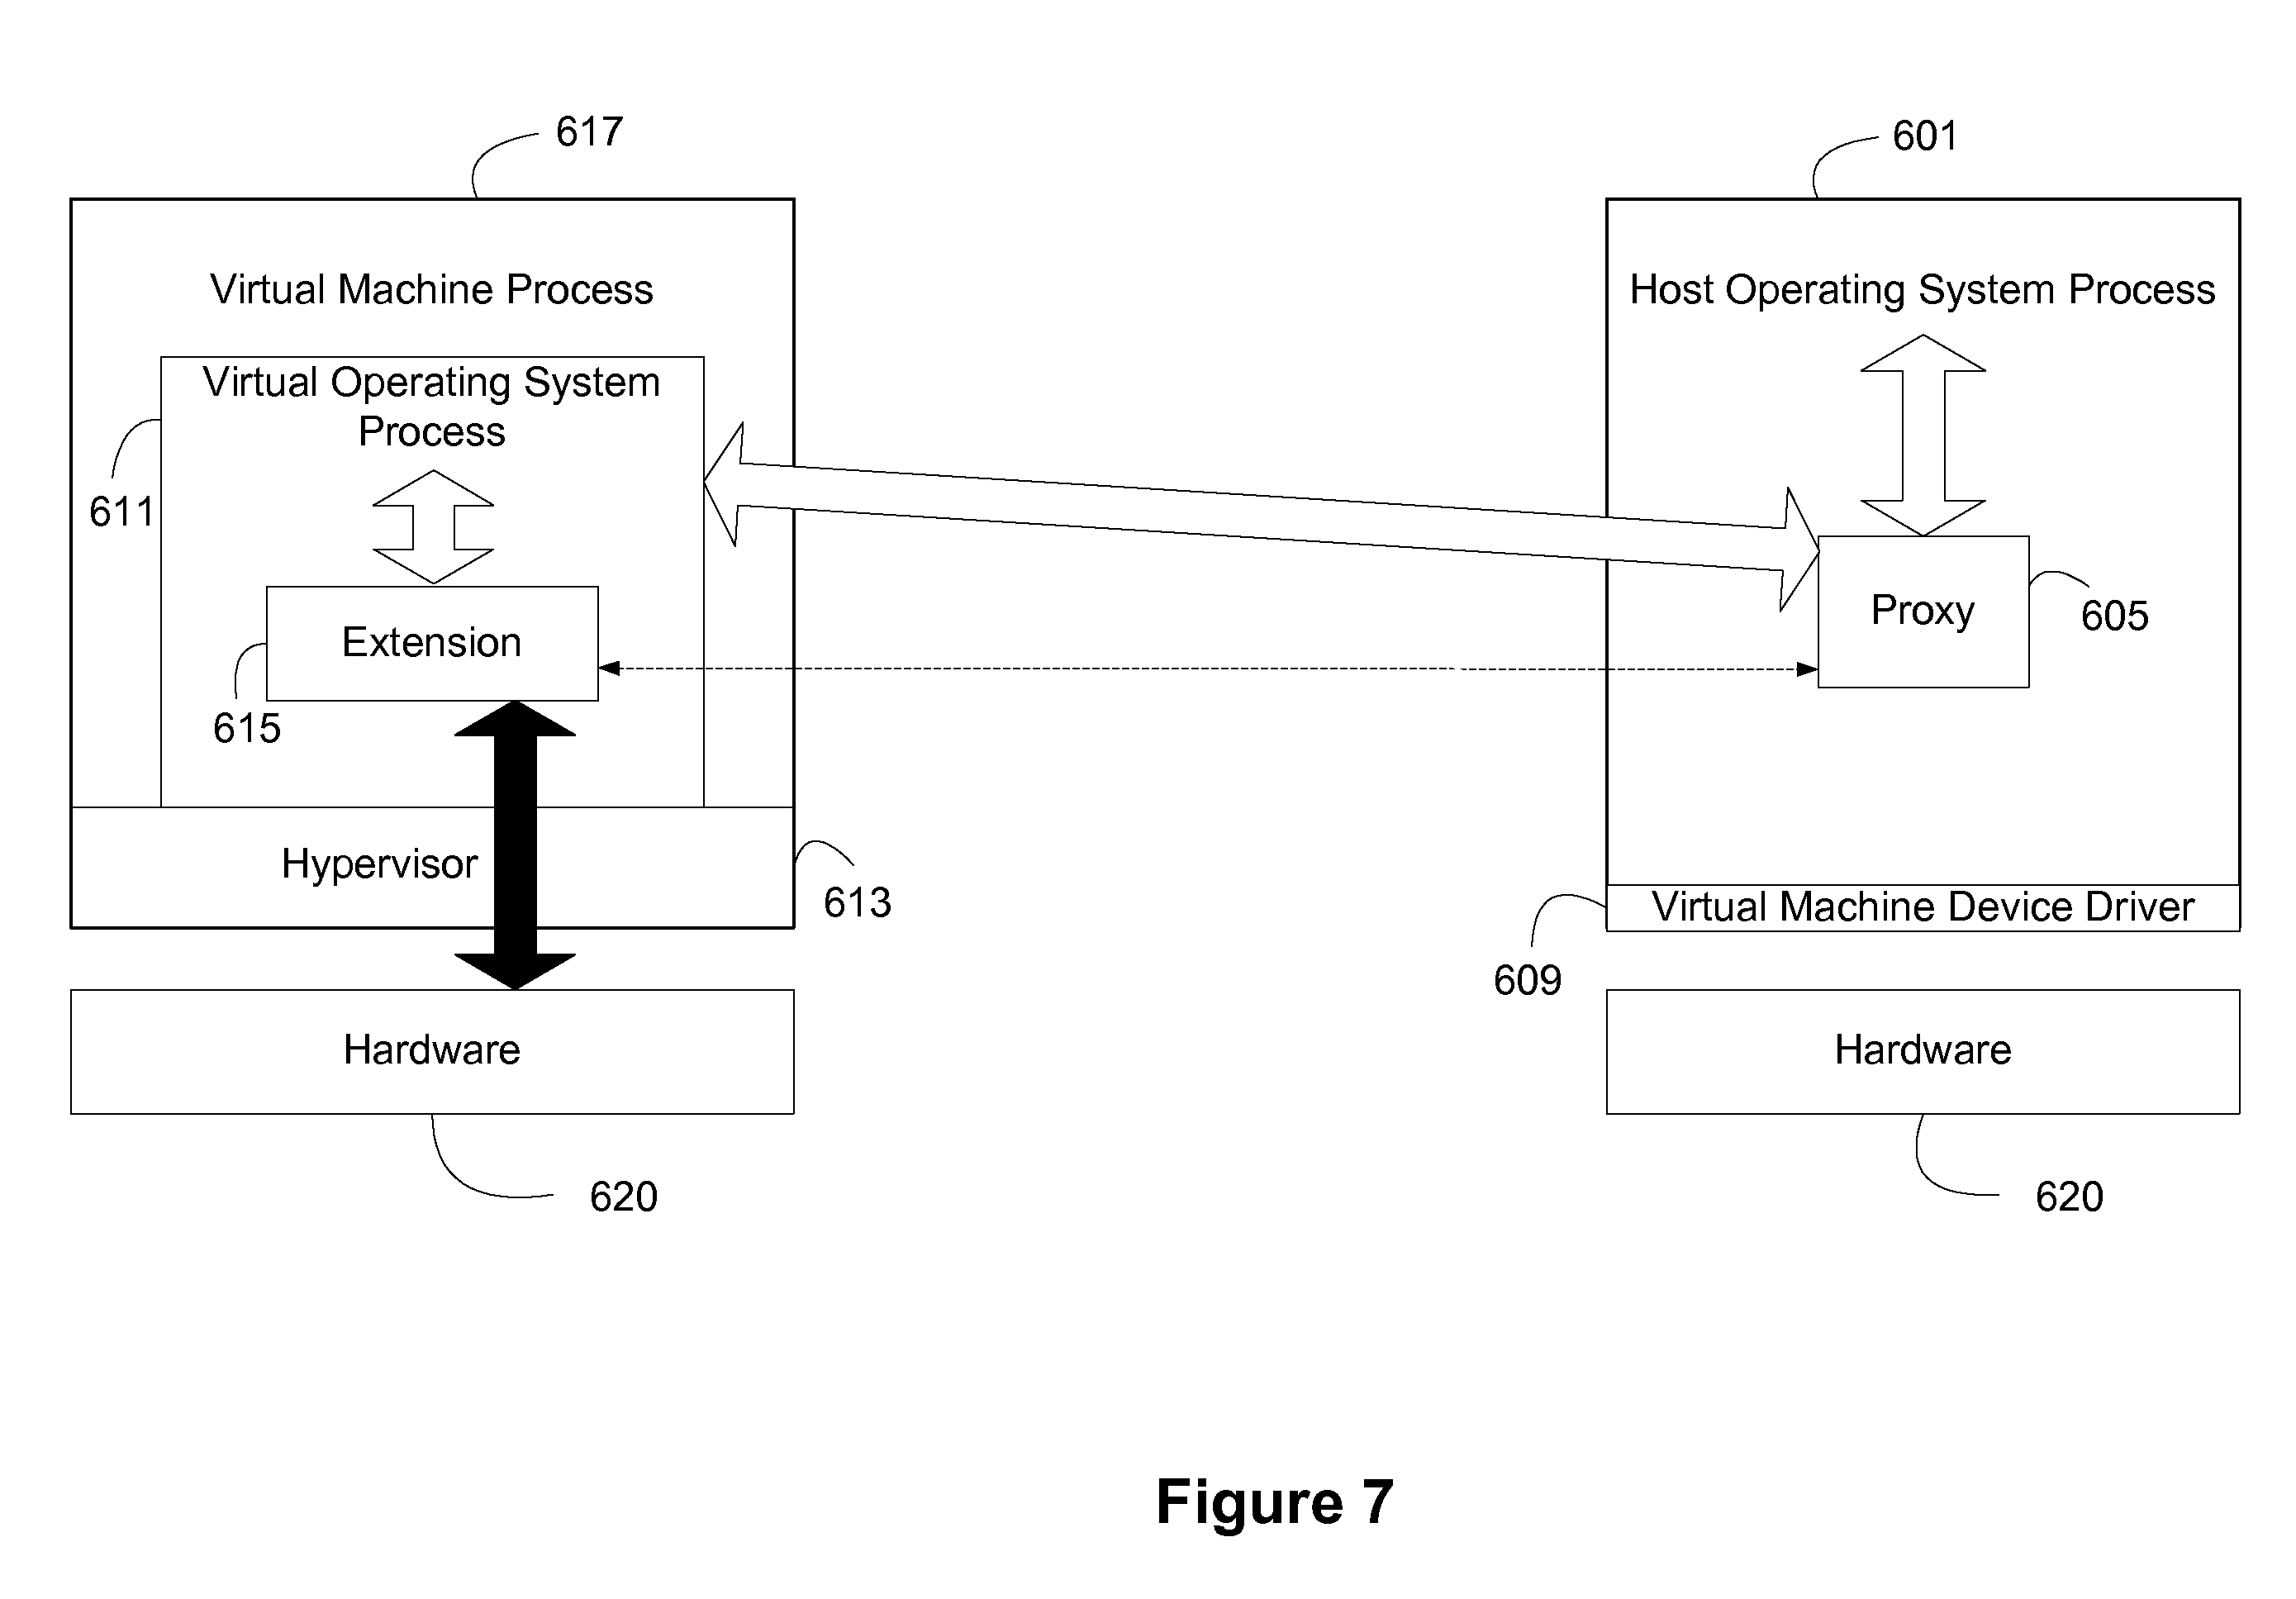 617
601
Virtual Machine Process
Host Operating System Process
Virtual Operating System
Process
611
Extension
Proxy
605
615
Hypervisor
613
Virtual Machine Device Driver
609
Hardware
Hardware
620
620
Figure 7